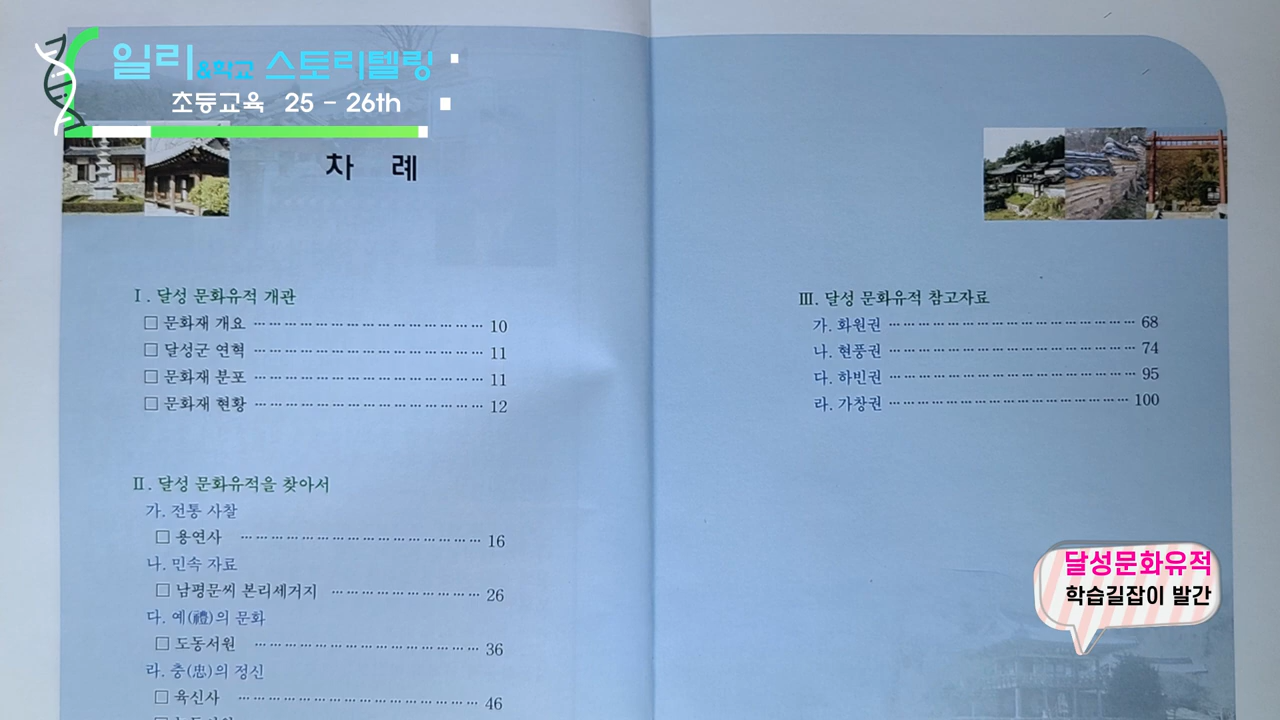 일리&학교 스토리텔링
초등교육 25 - 26th
차 례
Ⅰ. 달성 문화유적 개관
□ 문화재 개요 ……………………………………… 10
□ 달성군 연혁 ……………………………………… 11
□ 문화재 분포 ……………………………………… 11
□ 문화재 현황 ……………………………………… 12
Ⅱ. 달성 문화유적을 찾아서
가. 전통 사찰
□ 용연사 ……………………………………… 16
나. 민속 자료
□ 남평문씨 본리세거지 ………………………… 26
다. 예(禮)의 문화
□ 도동서원 ……………………………………… 36
라. 충(忠)의 정신
□ 육신사 ……………………………………… 46
Ⅲ. 달성 문화유적 참고자료
가. 화원권 ……………………………………… 68
나. 현풍권 ……………………………………… 74
다. 하빈권 ……………………………………… 95
라. 가창권 ……………………………………… 100
달성문화유적
학습길잡이 발간